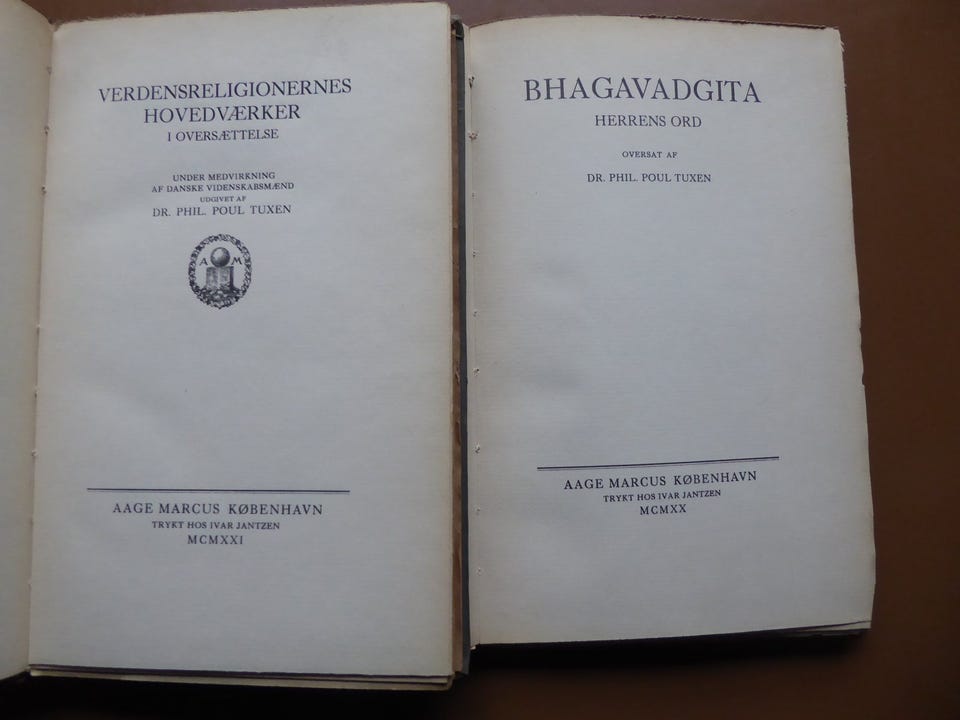 VERDENSRELIGIONERNES
HOVEDVÆRKER
I OVERSÆTTELSE
UNDER MEDVIRKNING
AF DANSKE VIDENSKABSMÆND
UDGIVET AF
DR. PHIL. POUL TUXEN
A M
AAGE MARCUS KØBENHAVN
TRYKT HOS IVAR JANTZEN
MCMXXI
BHAGAVADGITA
HERRENS ORD
OVERSAT AF
DR. PHIL. POUL TUXEN
AAGE MARCUS KØBENHAVN
TRYKT HOS IVAR JANTZEN
MCMXX